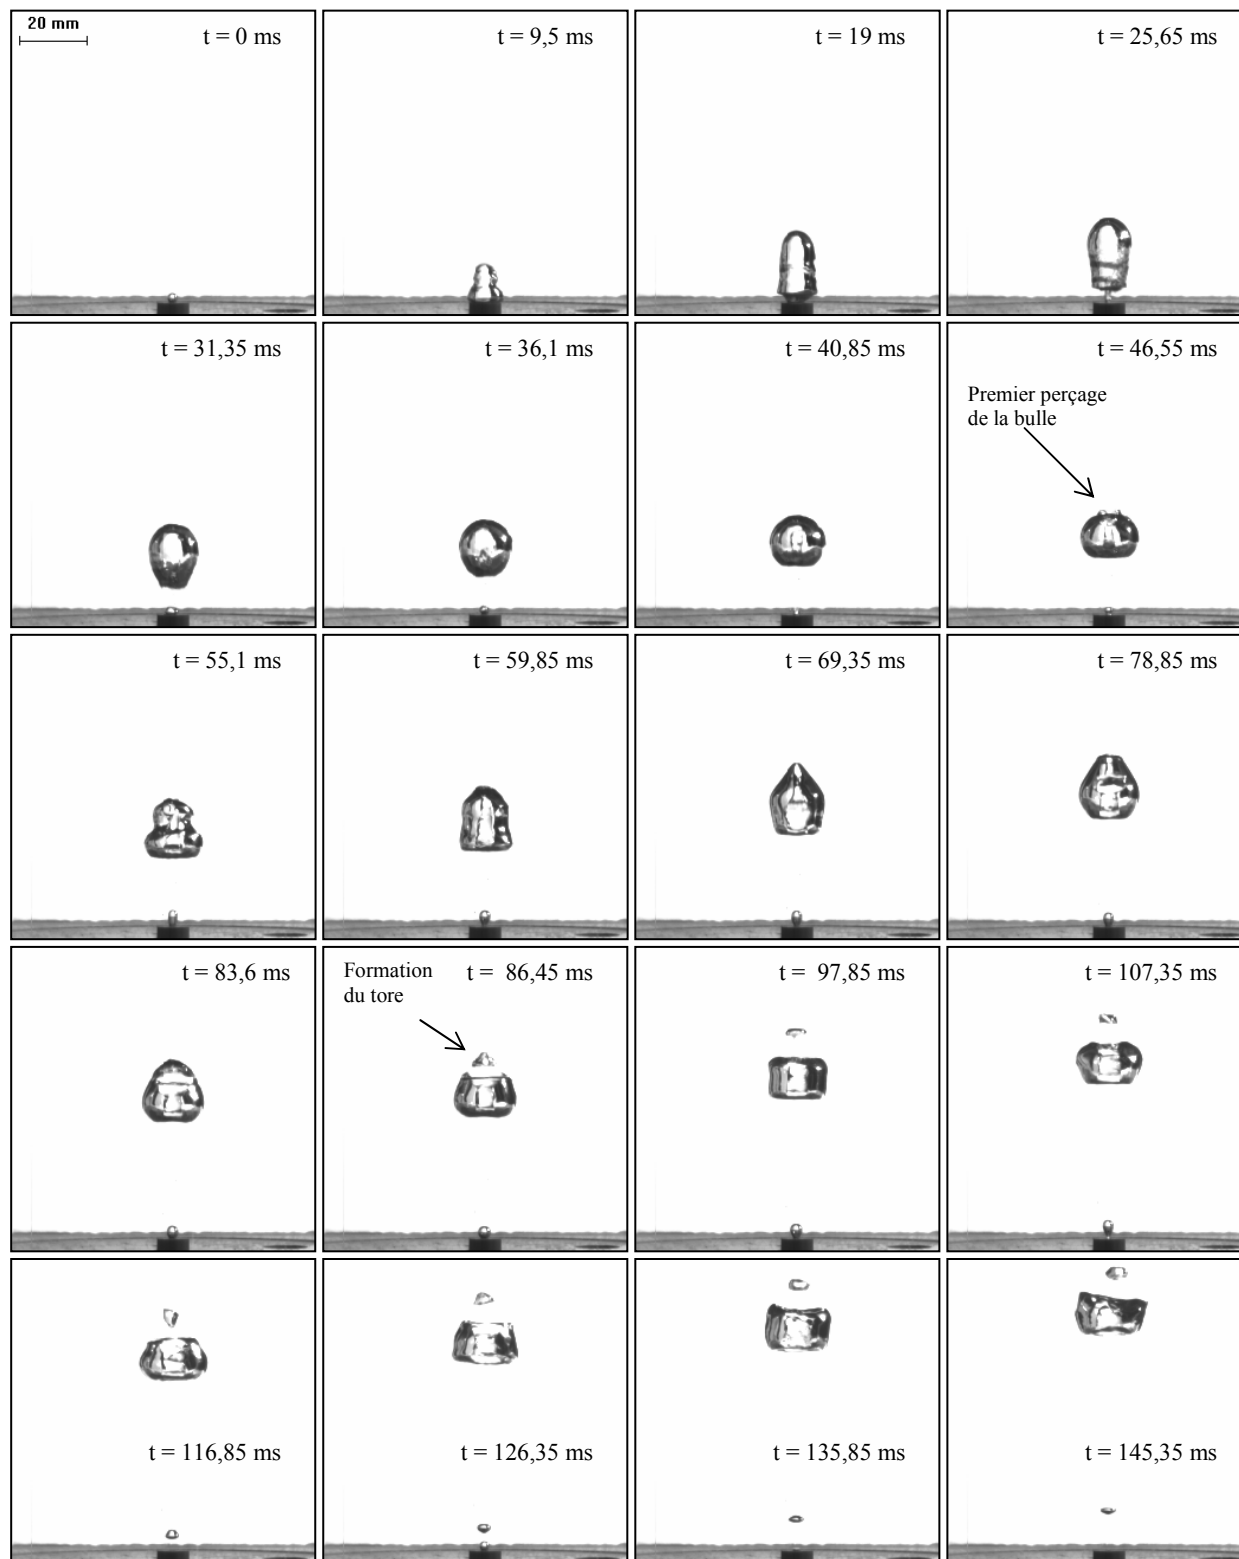 20 mm
t = 0 ms
t = 9,5 ms
t = 19 ms
t = 25,65 ms
t = 31,35 ms
t = 36,1 ms
t = 40,85 ms
t = 46,55 ms
Premier perçage
de la bulle
t = 55,1 ms
t = 59,85 ms
t = 69,35 ms
t = 78,85 ms
t = 83,6 ms
Formation
du tore
t =  86,45 ms
t =  97,85 ms
t = 107,35 ms
t = 116,85 ms
t = 126,35 ms
t = 135,85 ms
t = 145,35 ms